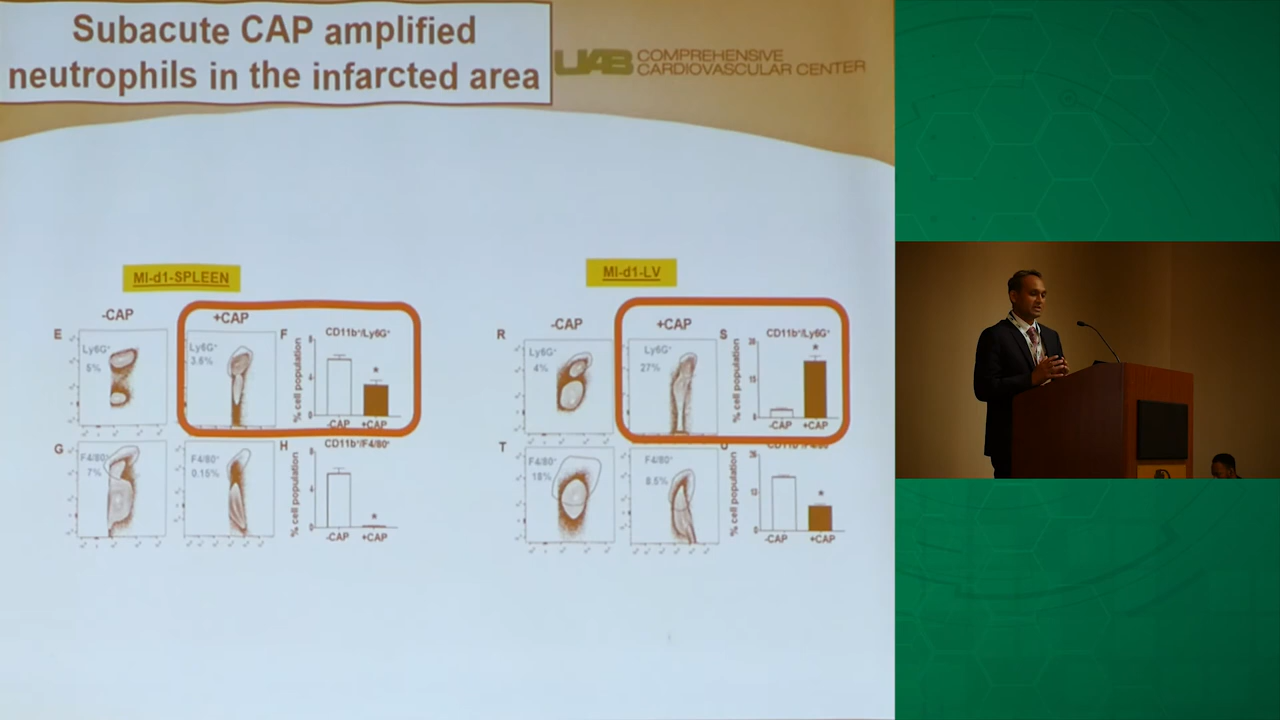 Subacute CAP amplified
neutrophils in the infarcted area
UAB COMPREHENSIVE
CARDIOVASCULAR CENTER
MI-d1-SPLEEN
-CAP
+CAP
E
Ly6G⁺
5%
Ly6G⁺
3.6%
F
CD11b⁺/Ly6G⁺
% cell population
-CAP +CAP
*
G
F4/80⁺
7%
F4/80⁺
0.15%
H
CD11b⁺/F4/80⁺
% cell population
-CAP +CAP
*
MI-d1-LV
-CAP
+CAP
R
Ly6G⁺
4%
Ly6G⁺
27%
S
CD11b⁺/Ly6G⁺
% cell population
-CAP +CAP
*
T
F4/80⁺
F4/80⁺
8.5%
CD11b⁺/F4/80⁺
% cell population
-CAP +CAP
*